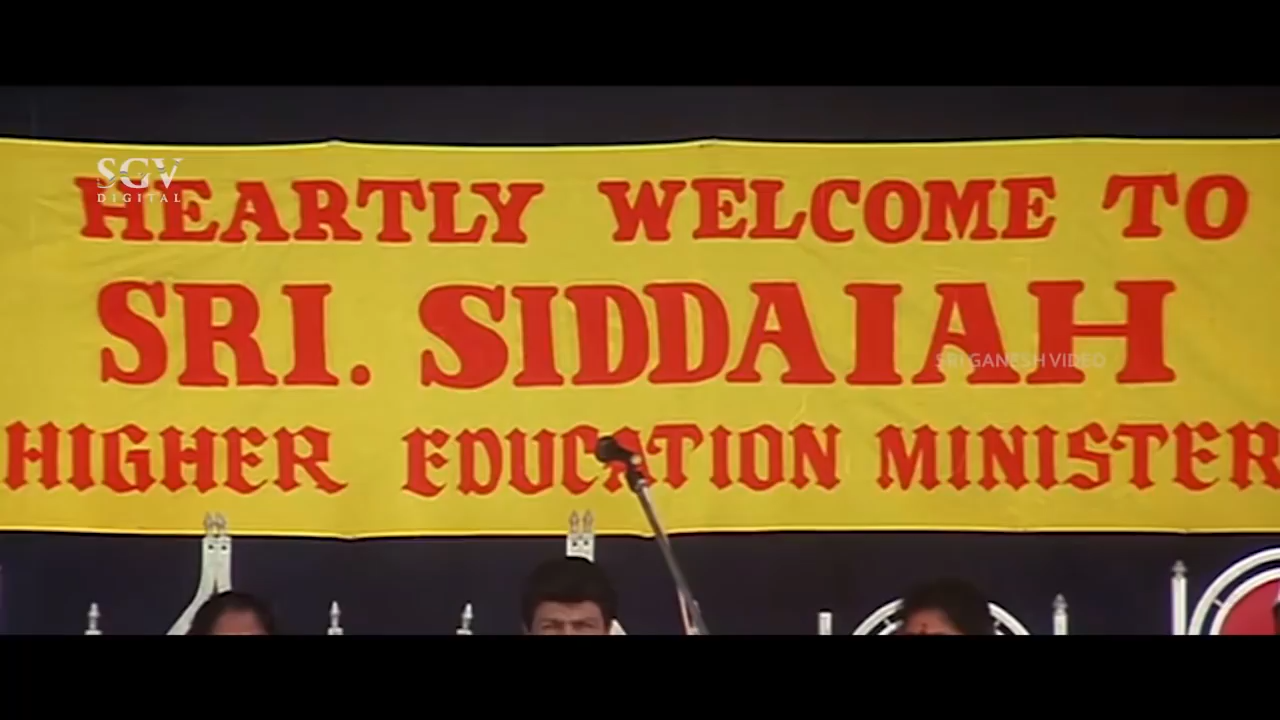 SGV
DIGITAL
HEARTLY WELCOME TO
SRI. SIDDAIAH
SRI GANESH VIDEO
HIGHER EDUCATION MINISTER